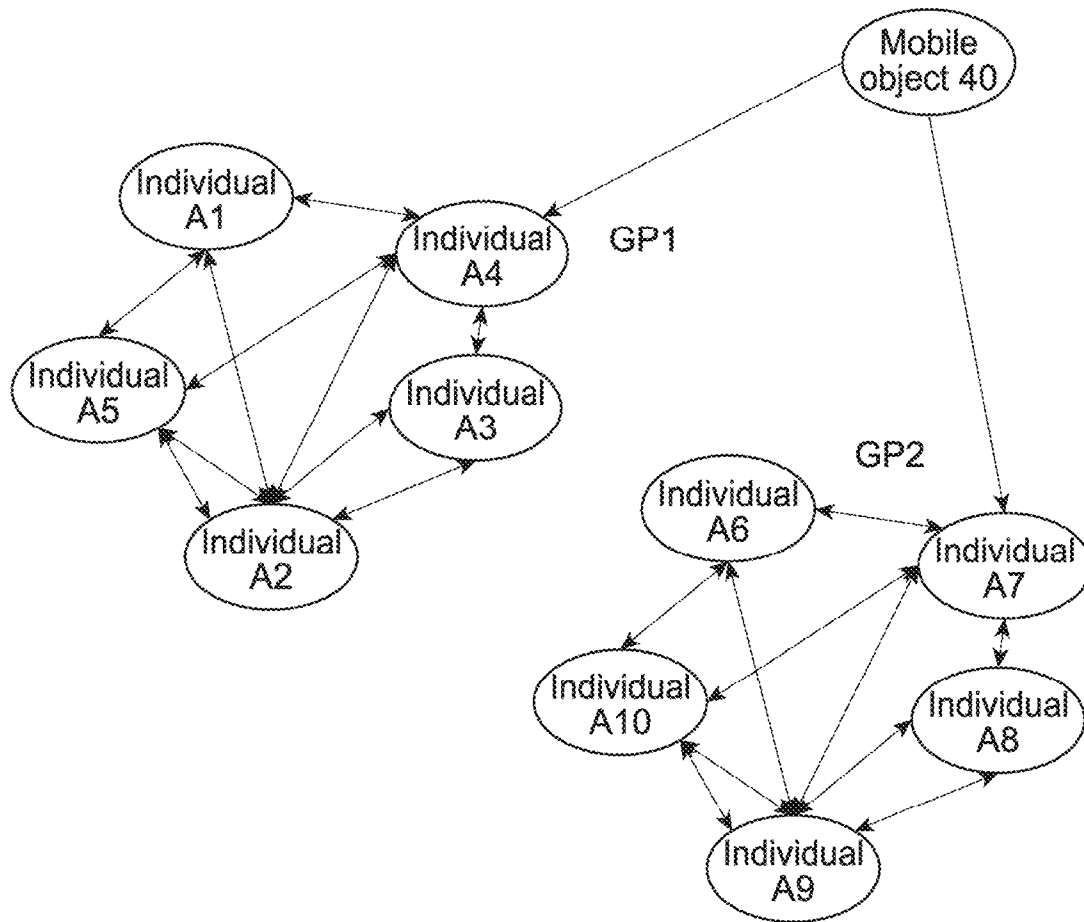 Mobile
object 40
Individual
A1
Individual
A4
GP1
Individual
A5
Individual
A3
Individual
A2
GP2
Individual
A6
Individual
A7
Individual
A10
Individual
A8
Individual
A9